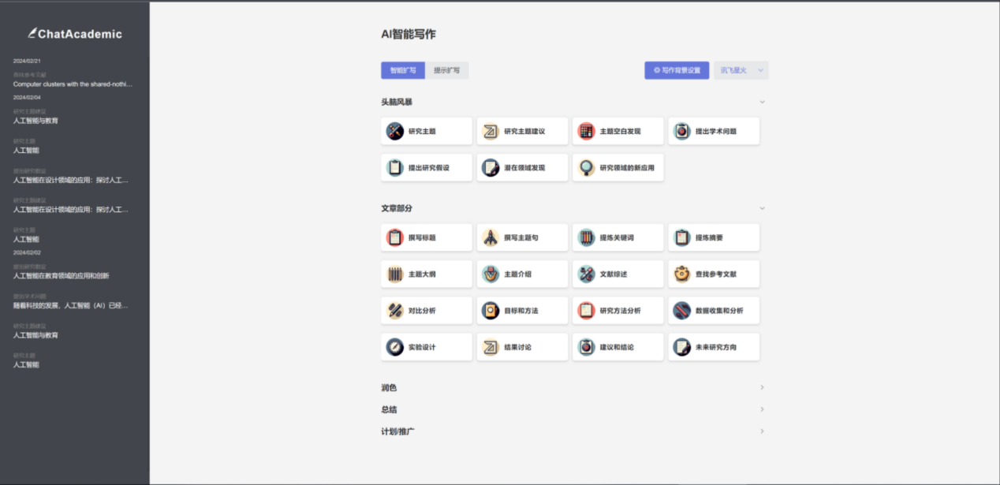 ChatAcademic
2024/02/21
查找参考文献
Computer clusters with the shared-nothi...
2024/02/04
研究主题建议
人工智能与教育
研究主题
人工智能
提出研究假设
人工智能在设计领域的应用：探讨人工...
研究主题建议
人工智能在设计领域的应用：探讨人工...
研究主题
人工智能
2024/02/02
提出研究假设
人工智能在教育领域的应用和创新
提出学术问题
随着科技的发展，人工智能（AI）已经...
研究主题建议
人工智能与教育
研究主题
人工智能
AI智能写作
智能扩写 提示扩写 写作背景设置 讯飞星火
头脑风暴
研究主题 研究主题建议 主题空白发现 提出学术问题
提出研究假设 潜在领域发现 研究领域的新应用
文章部分
撰写标题 撰写主题句 提炼关键词 提炼摘要
主题大纲 主题介绍 文献综述 查找参考文献
对比分析 目标和方法 研究方法分析 数据收集和分析
实验设计 结果讨论 建议和结论 未来研究方向
润色
总结
计划/推广